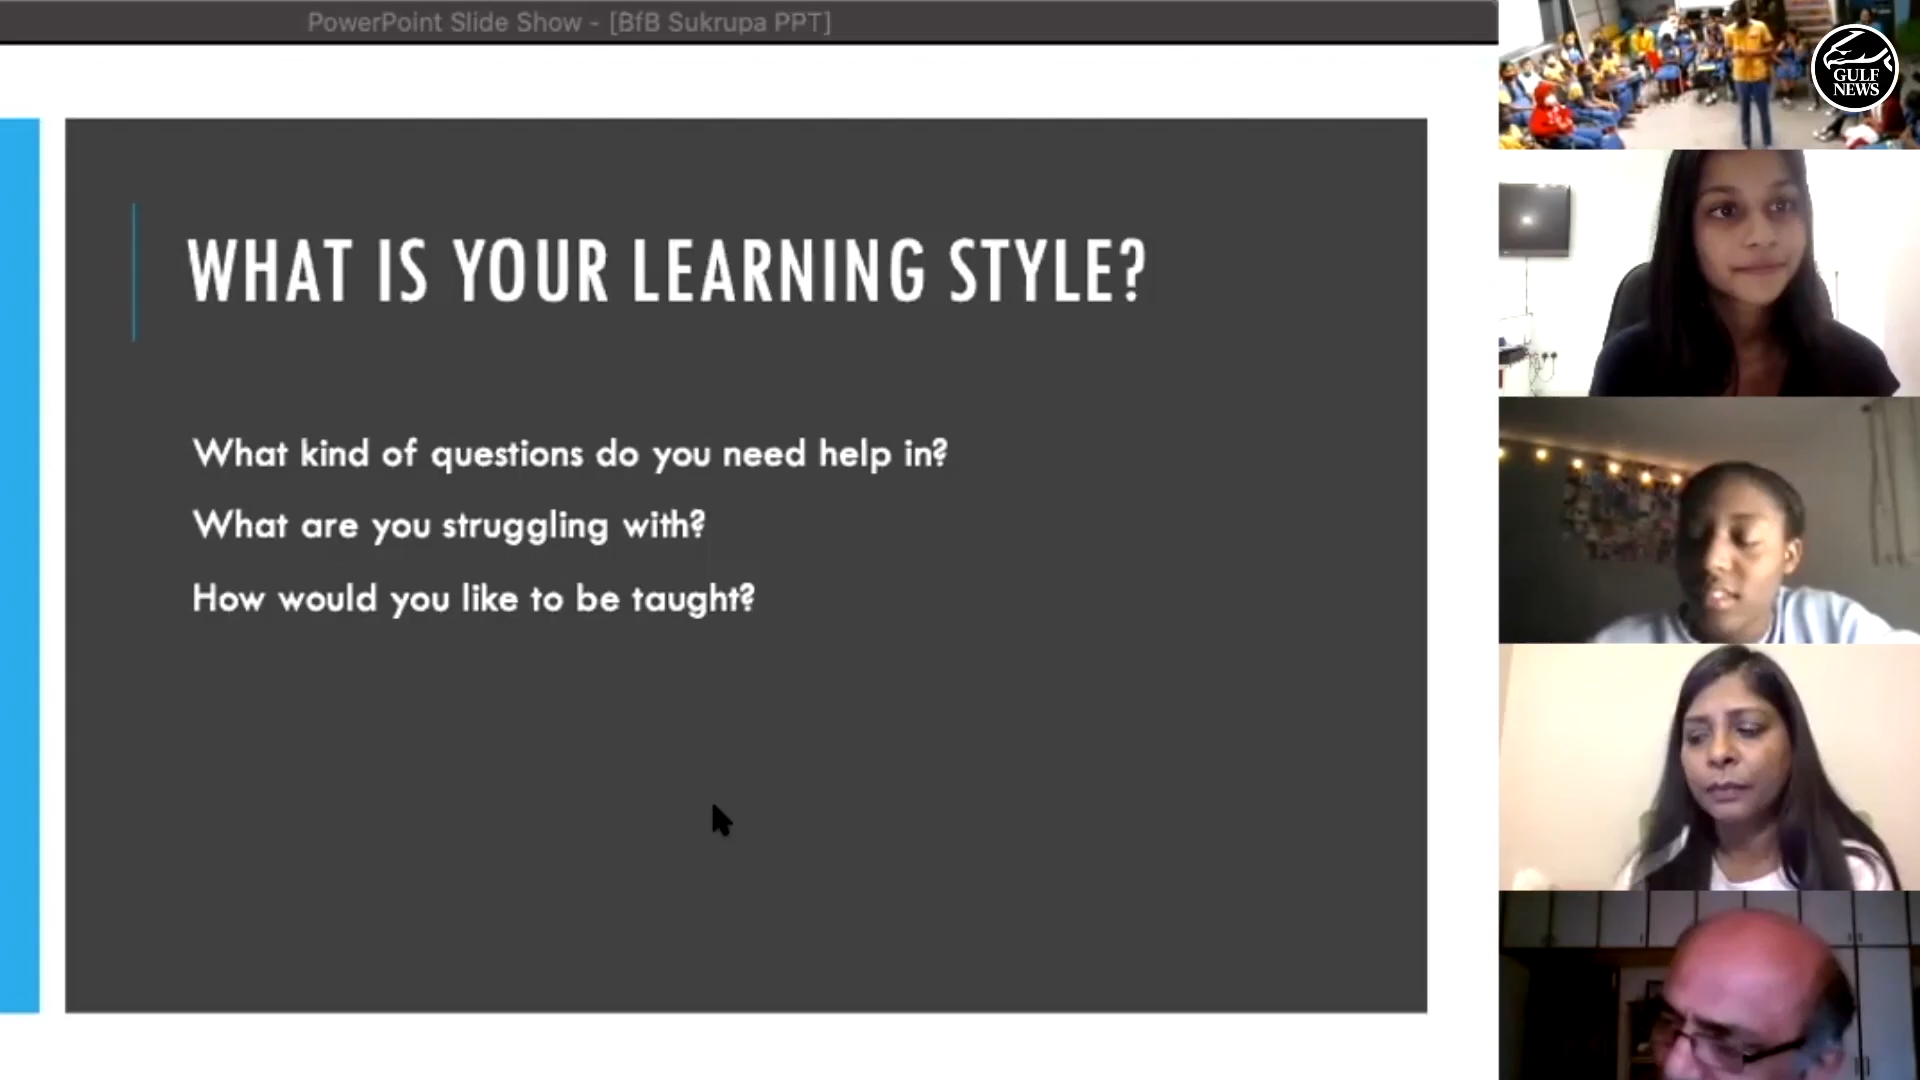 PowerPoint Slide Show - [BfB Sukrupa PPT]
GULF
NEWS
WHAT IS YOUR LEARNING STYLE?
What kind of questions do you need help in?
What are you struggling with?
How would you like to be taught?